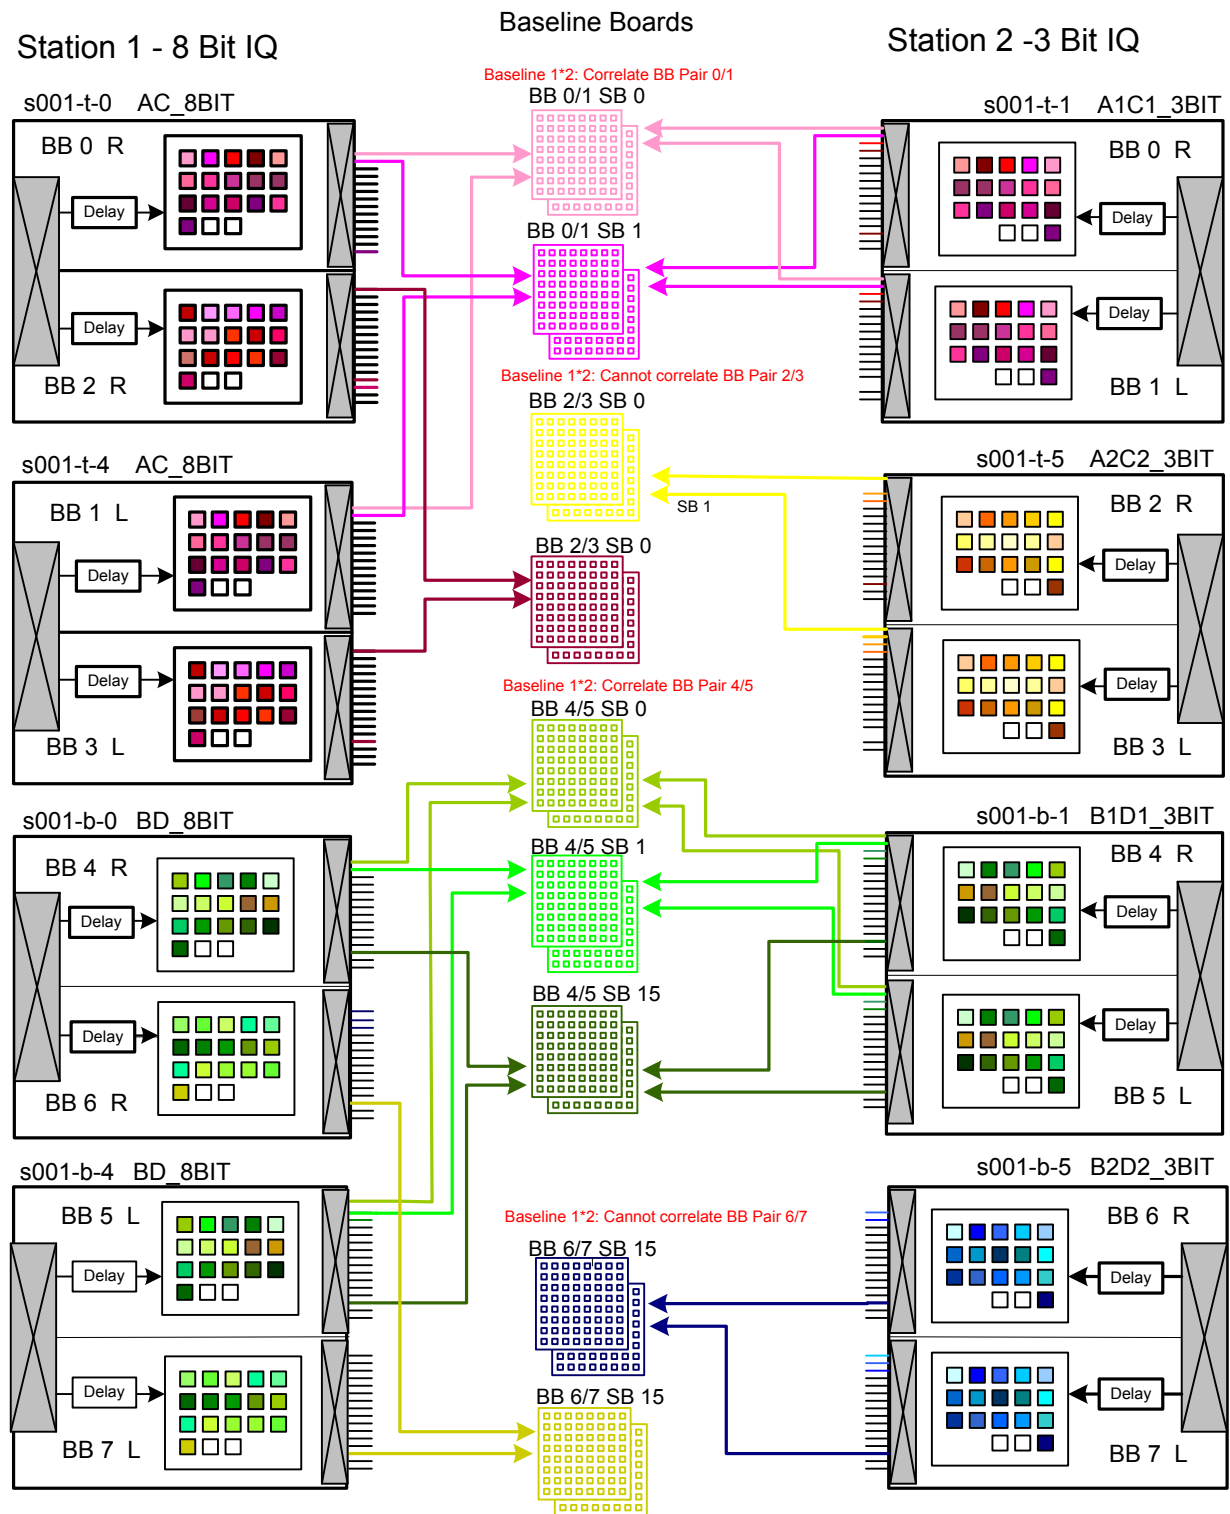 Baseline Boards
Station 1 - 8 Bit IQ
Station 2 -3 Bit IQ
Baseline 1*2: Correlate BB Pair 0/1
BB 0/1 SB 0
BB 0/1 SB 1
Baseline 1*2: Cannot correlate BB Pair 2/3
BB 2/3 SB 0
SB 1
BB 2/3 SB 0
Baseline 1*2: Correlate BB Pair 4/5
BB 4/5 SB 0
BB 4/5 SB 1
BB 4/5 SB 15
Baseline 1*2: Cannot correlate BB Pair 6/7
BB 6/7 SB 15
BB 6/7 SB 15
s001-t-0 AC_8BIT
BB 0 R
Delay
Delay
BB 2 R
s001-t-4 AC_8BIT
BB 1 L
Delay
Delay
BB 3 L
s001-b-0 BD_8BIT
BB 4 R
Delay
Delay
BB 6 R
s001-b-4 BD_8BIT
BB 5 L
Delay
Delay
BB 7 L
s001-t-1 A1C1_3BIT
BB 0 R
Delay
Delay
BB 1 L
s001-t-5 A2C2_3BIT
BB 2 R
Delay
Delay
BB 3 L
s001-b-1 B1D1_3BIT
BB 4 R
Delay
Delay
BB 5 L
s001-b-5 B2D2_3BIT
BB 6 R
Delay
Delay
BB 7 L